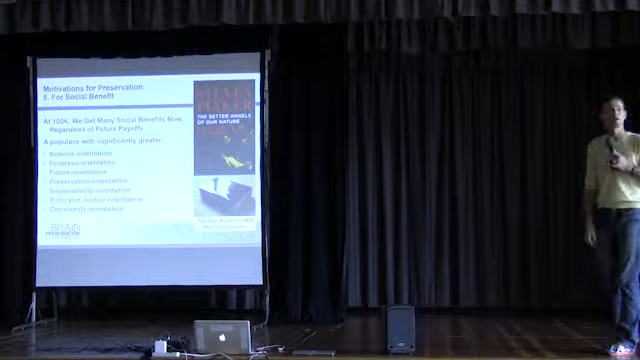 Motivations for Preservation:
5. For Social Benefit
At 100K, We Get Many Social Benefits Now,
Regardless of Future Payoffs
A populace with significantly greater:
• Science-orientation
• Progress-orientation
• Future-orientation
• Preservation-orientation
• Sustainability-orientation
• Truth and Justice-orientation
• Community-orientation
BRAIN
PRESERVATION
STEVEN
PINKER
THE BETTER ANGELS
OF OUR NATURE